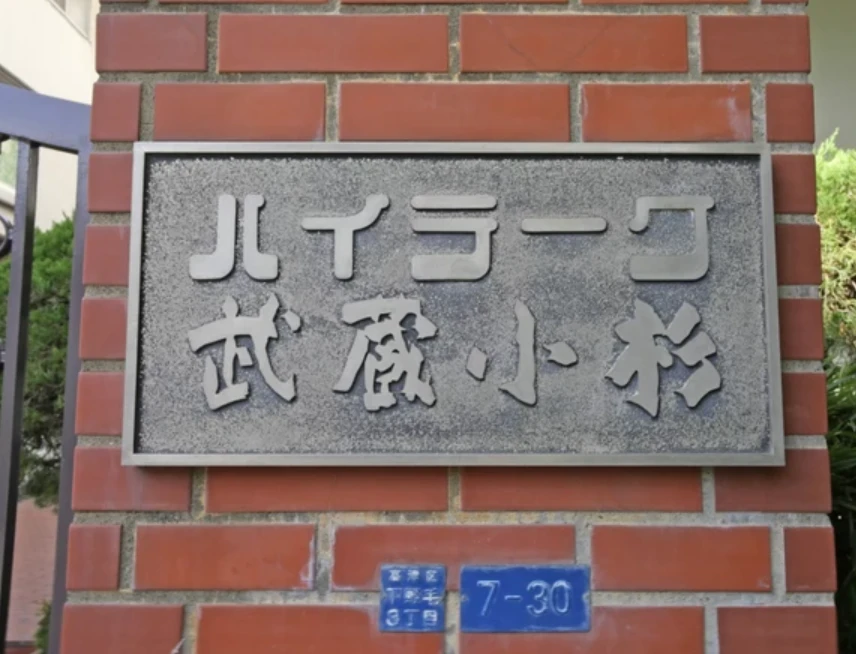 ハイラーク
武蔵小杉
高津区
下野毛
3丁目
7-30